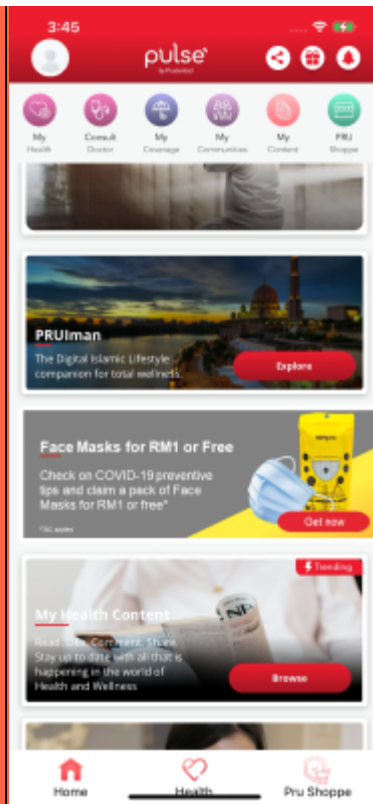 3:45
pulse
by Prudential
My Health
Consult Doctor
My Coverage
My Communities
My Content
PRU Shoppe
PRUIman
The Digital Islamic Lifestyle
companion for total wellness.
Explore
Face Masks for RM1 or Free
Check on COVID-19 preventive
tips and claim a pack of Face
Masks for RM1 or free*
Get now
Trending
My Health Content
Read. Like. Comment. Share.
Stay up to date with all that is
happening in the world of
Health and Wellness
Browse
Home
Health
Pru Shoppe